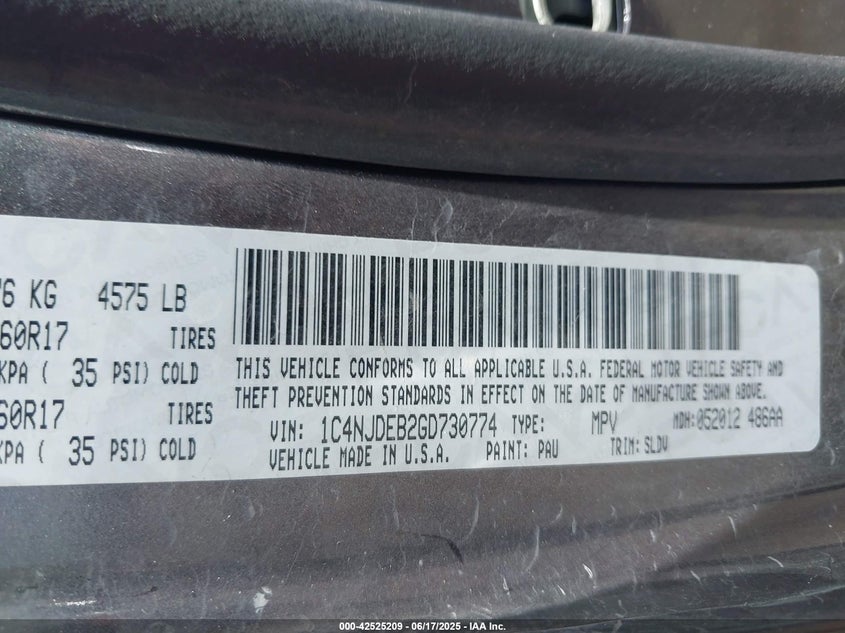 76 KG 4575 LB
60R17 TIRES
KPA ( 35 PSI) COLD
60R17 TIRES
KPA ( 35 PSI) COLD
THIS VEHICLE CONFORMS TO ALL APPLICABLE U.S.A. FEDERAL MOTOR VEHICLE SAFETY AND
THEFT PREVENTION STANDARDS IN EFFECT ON THE DATE OF MANUFACTURE SHOWN ABOVE.
VIN: 1C4NJDEB2GD730774 TYPE: MPV MDH: 052012 486AA
VEHICLE MADE IN U.S.A. PAINT: PAU TRIM: SLDV
000-42525209 - 06/17/2025 - IAA Inc.